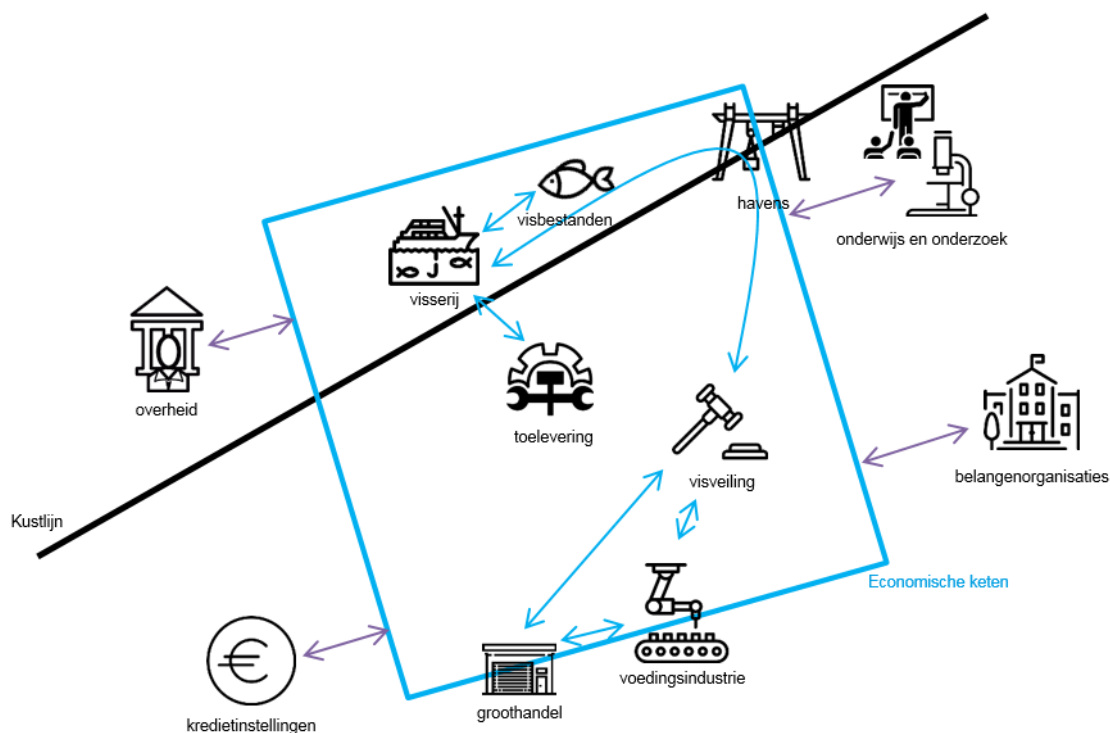 havens
visbestanden
onderwijs en onderzoek
visserij
overheid
toelevering
belangenorganisaties
visveiling
Kustlijn
Economische keten
voedingsindustrie
groothandel
kredietinstellingen